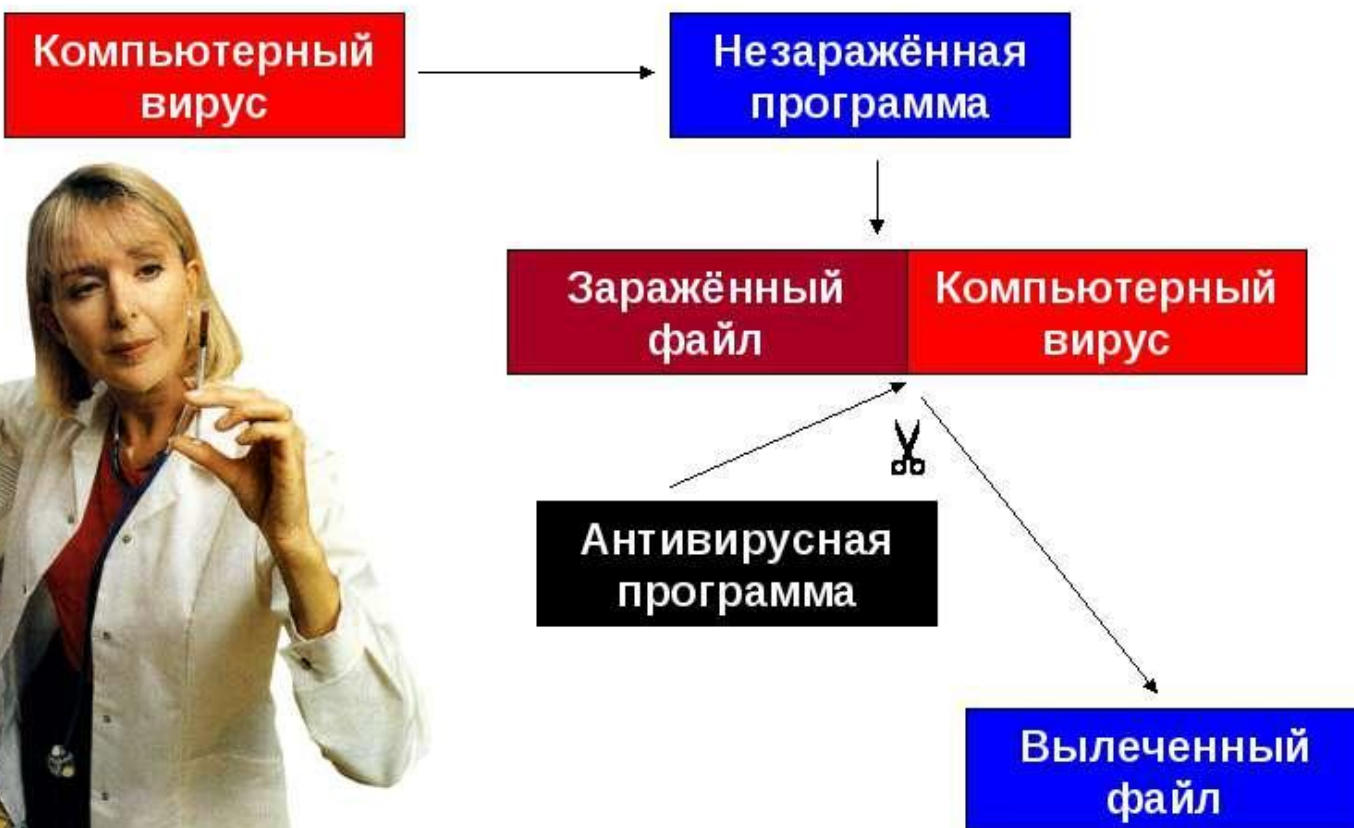 Компьютерный
вирус
Незаражённая
программа
Заражённый
файл
Компьютерный
вирус
Антивирусная
программа
Вылеченный
файл